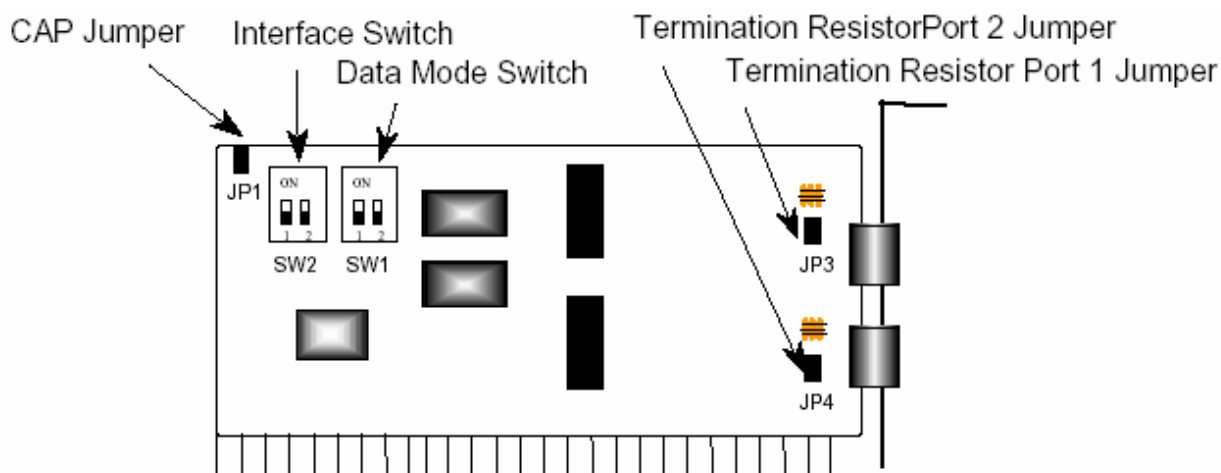 CAP Jumper
Interface Switch
Data Mode Switch
Termination ResistorPort 2 Jumper
Termination Resistor Port 1 Jumper
JP1
ON
1 2
SW2
ON
1 2
SW1
JP3
JP4